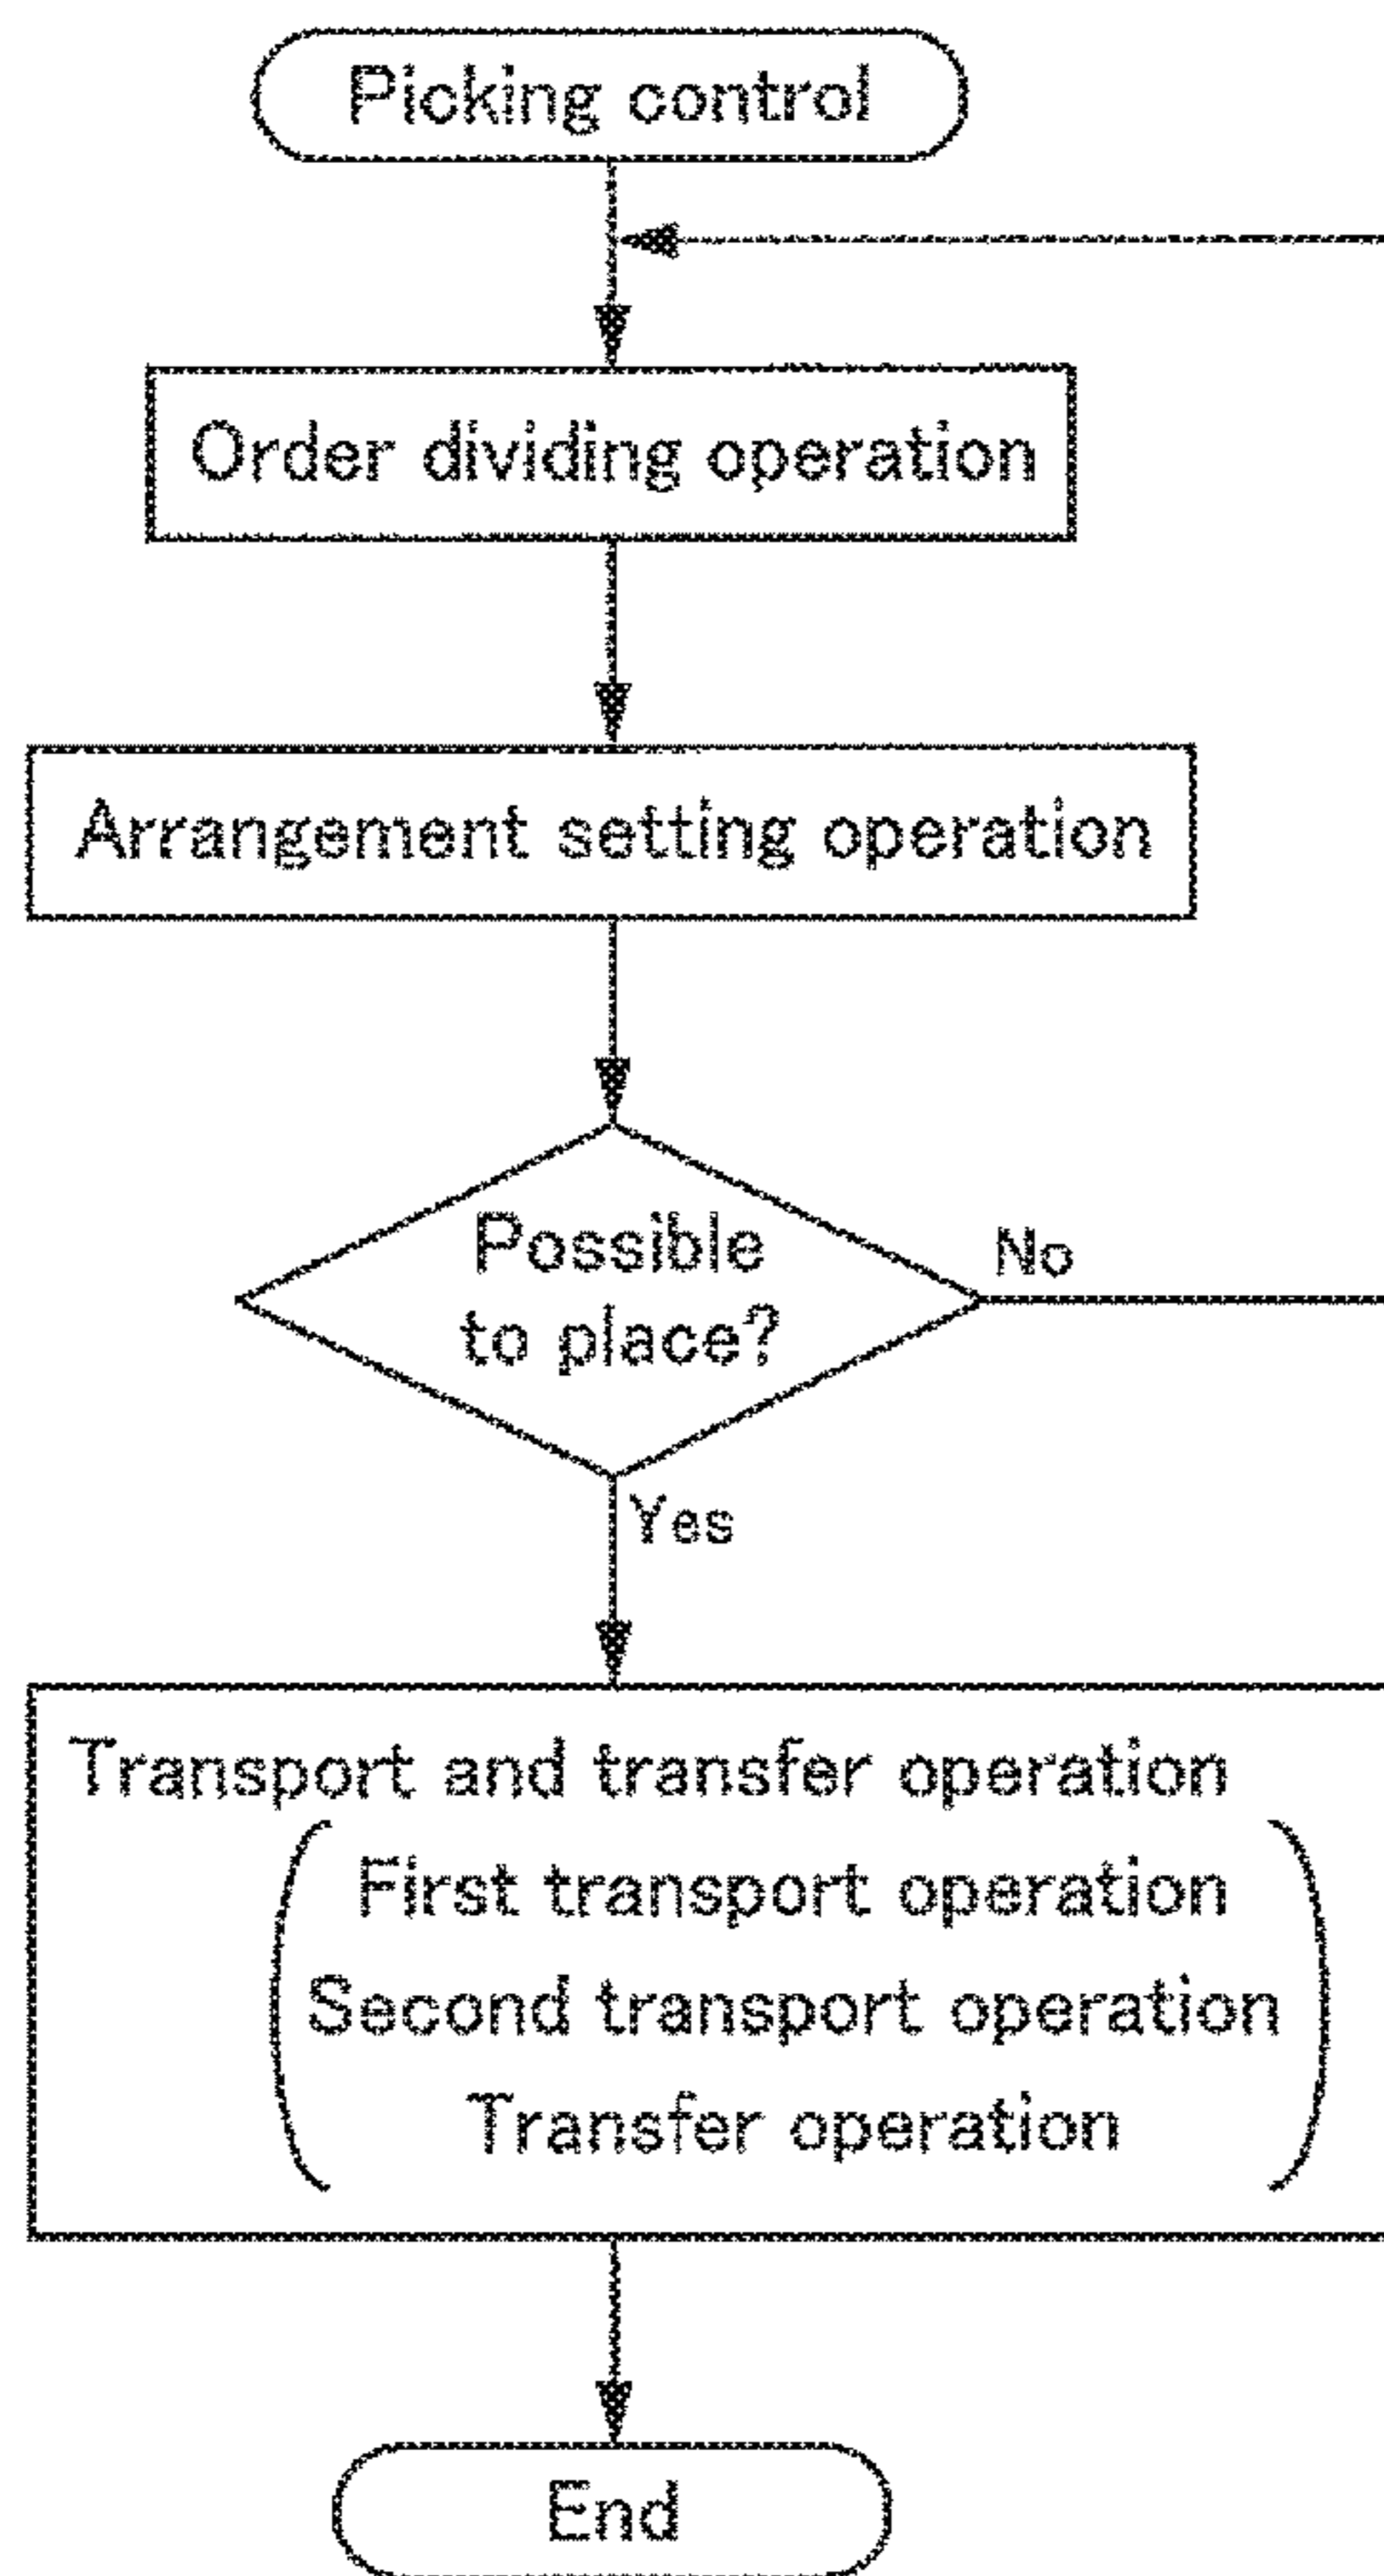 Picking control
Order dividing operation
Arrangement setting operation
Possible
to place?
No
Yes
Transport and transfer operation
First transport operation
Second transport operation
Transfer operation
End